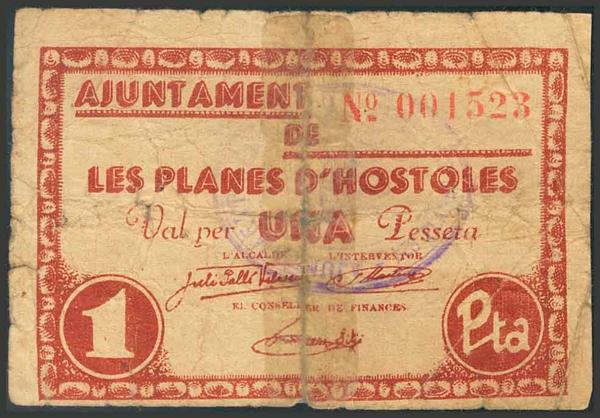 AJUNTAMENT Nº 001523
DE
LES PLANES D'HOSTOLES
Val per UNA Pesseta
L'ALCALDE L'INTERVENTOR
EL CONSELLER DE FINANCES
1 Pta